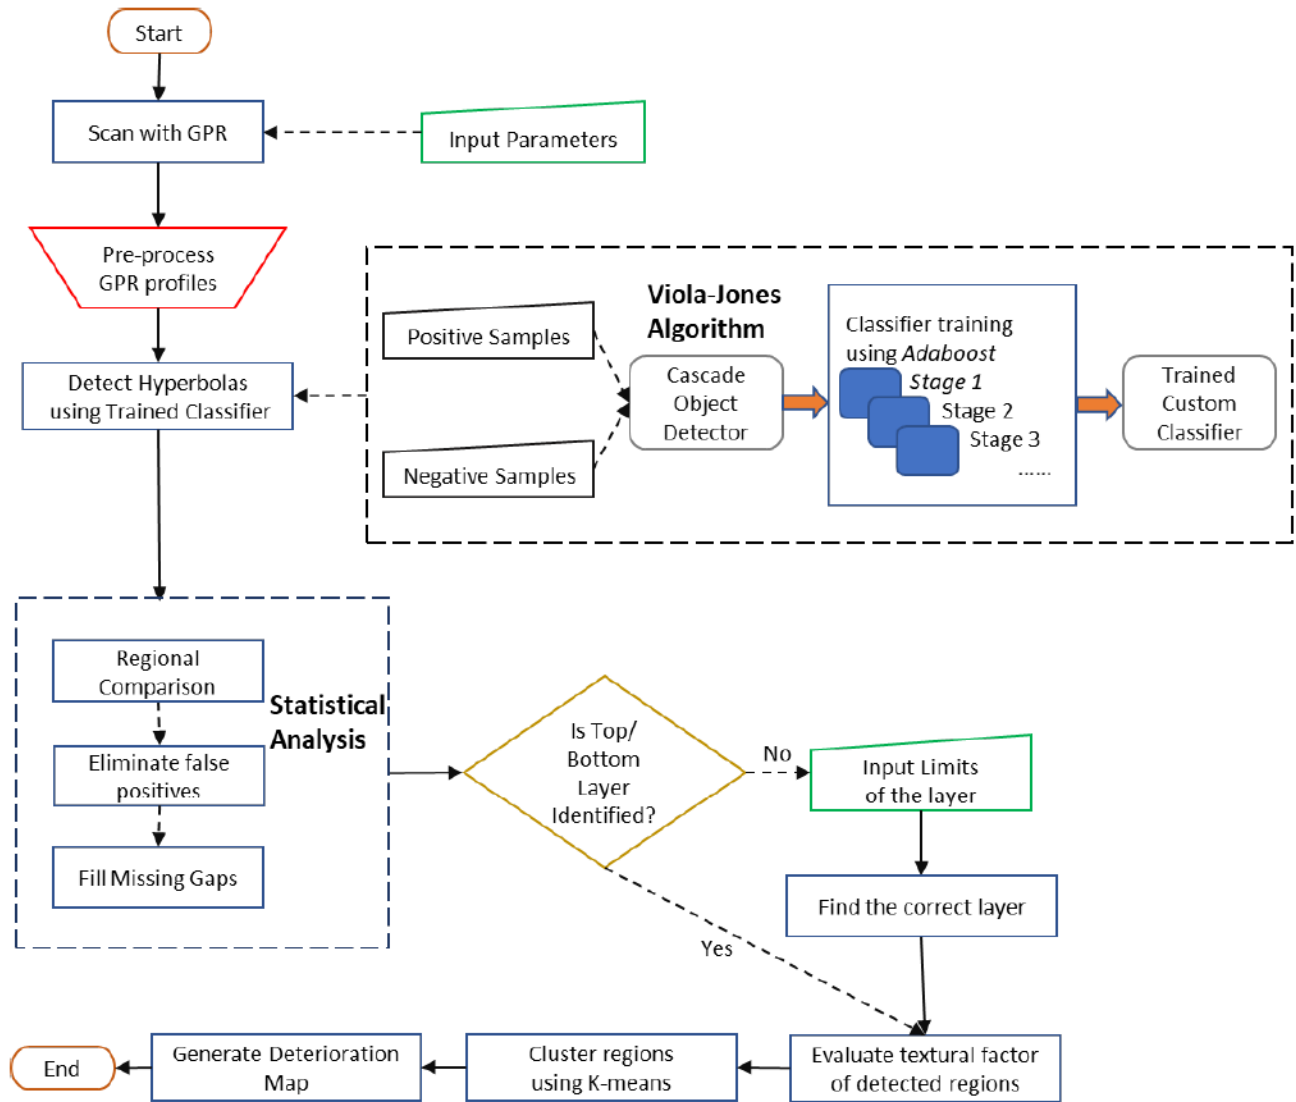 Start
Scan with GPR
Input Parameters
Pre-process
GPR profiles
Detect Hyperbolas
using Trained Classifier
Positive Samples
Negative Samples
Viola-Jones
Algorithm
Cascade
Object
Detector
Classifier training
using Adaboost
Stage 1
Stage 2
Stage 3
......
Trained
Custom
Classifier
Regional
Comparison
Eliminate false
positives
Fill Missing Gaps
Statistical
Analysis
Is Top/
Bottom
Layer
Identified?
No
Input Limits
of the layer
Find the correct layer
Yes
Evaluate textural factor
of detected regions
Cluster regions
using K-means
Generate Deterioration
Map
End